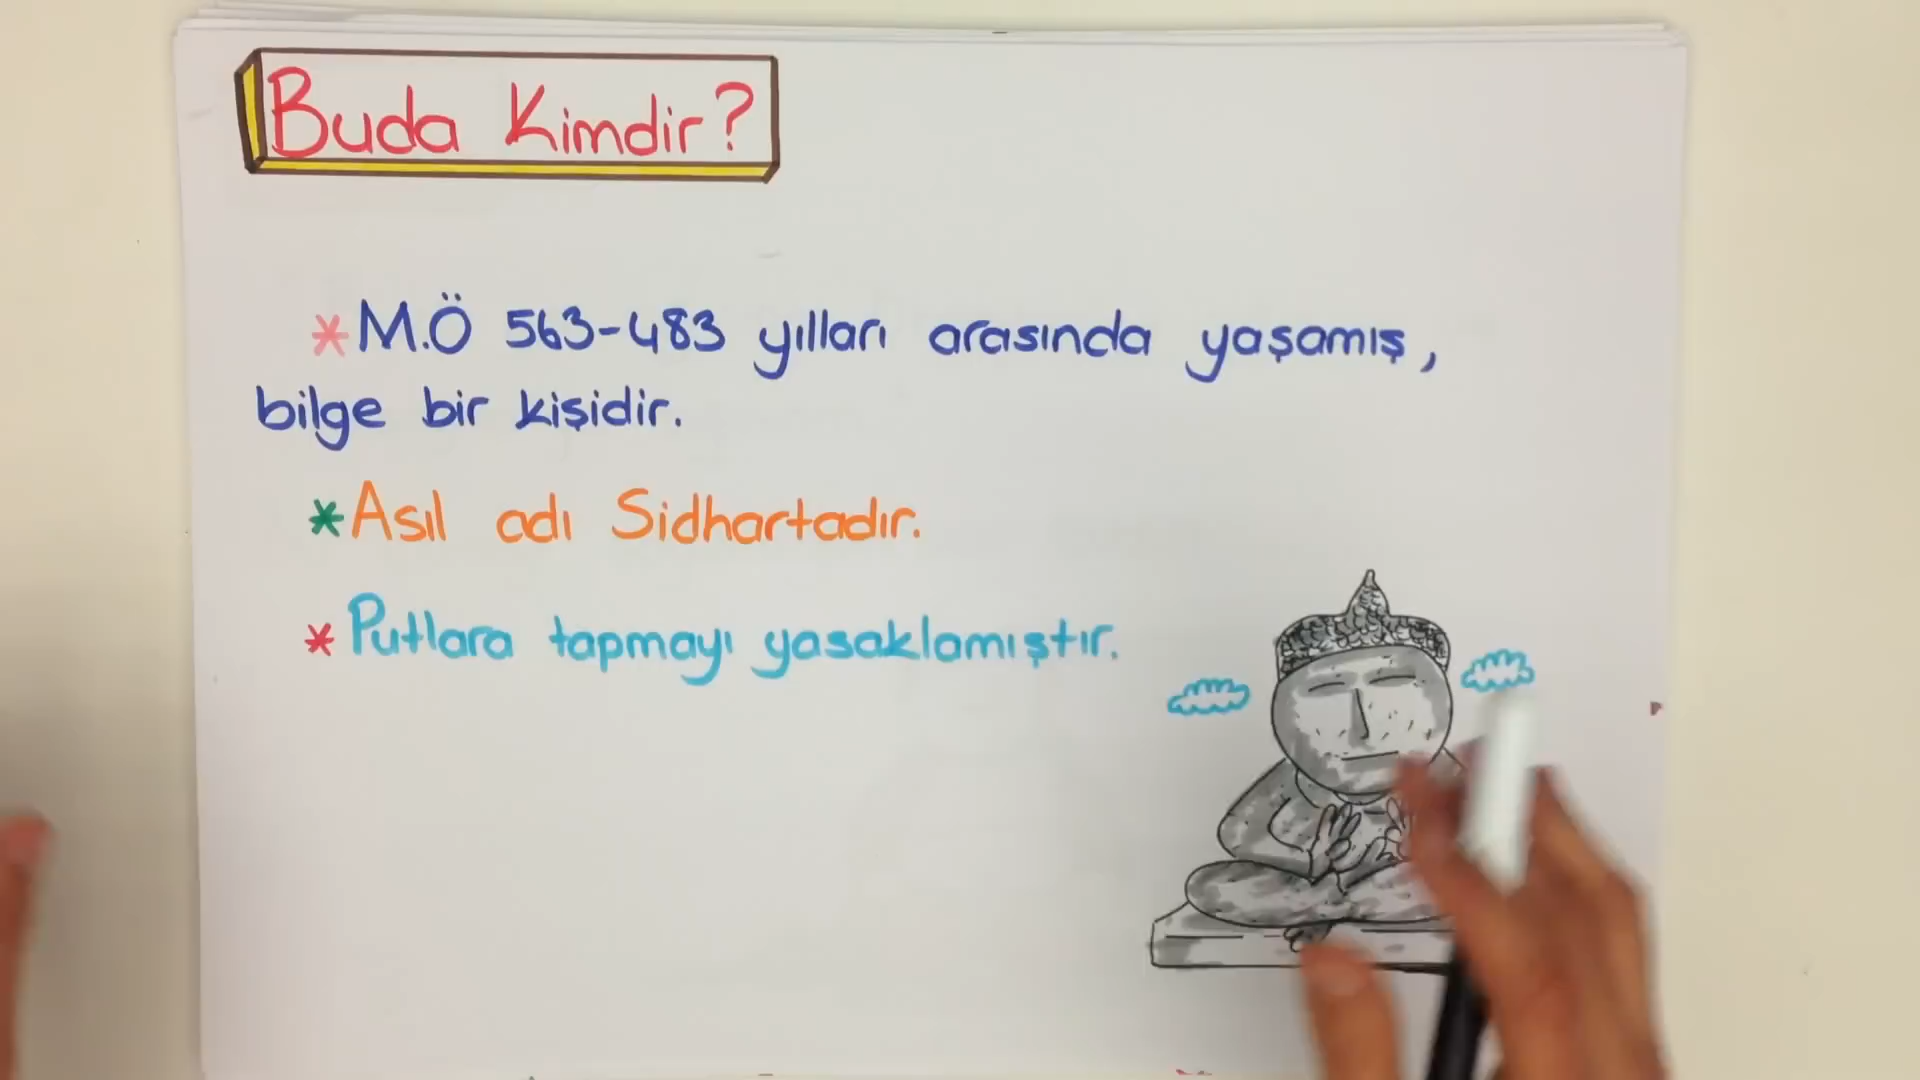 Buda Kimdir?
* M.Ö 563-483 yılları arasında yaşamış,
bilge bir kişidir.
* Asıl adı Sidhartadır.
* Putlara tapmayı yasaklamıştır.